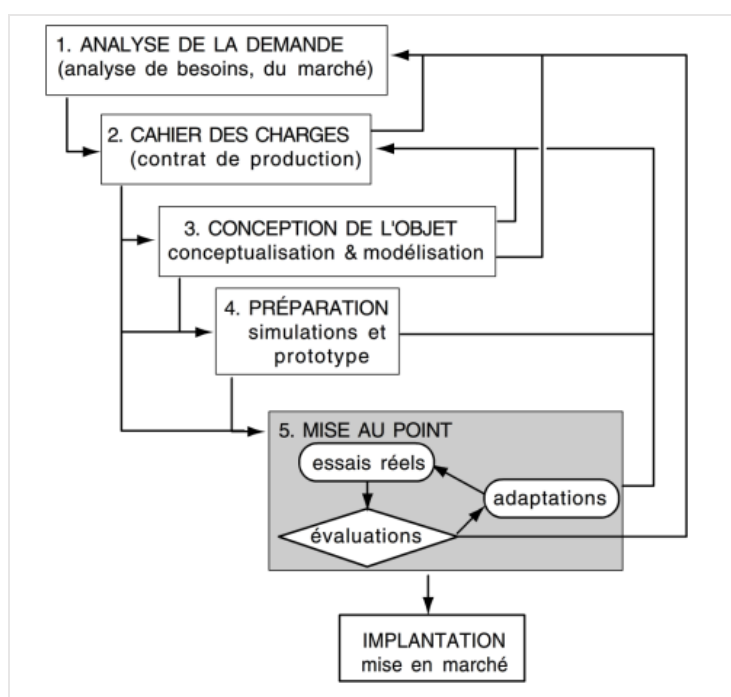 1. ANALYSE DE LA DEMANDE
(analyse de besoins, du marché)
2. CAHIER DES CHARGES
(contrat de production)
3. CONCEPTION DE L'OBJET
conceptualisation & modélisation
4. PRÉPARATION
simulations et
prototype
5. MISE AU POINT
essais réels
adaptations
évaluations
IMPLANTATION
mise en marché